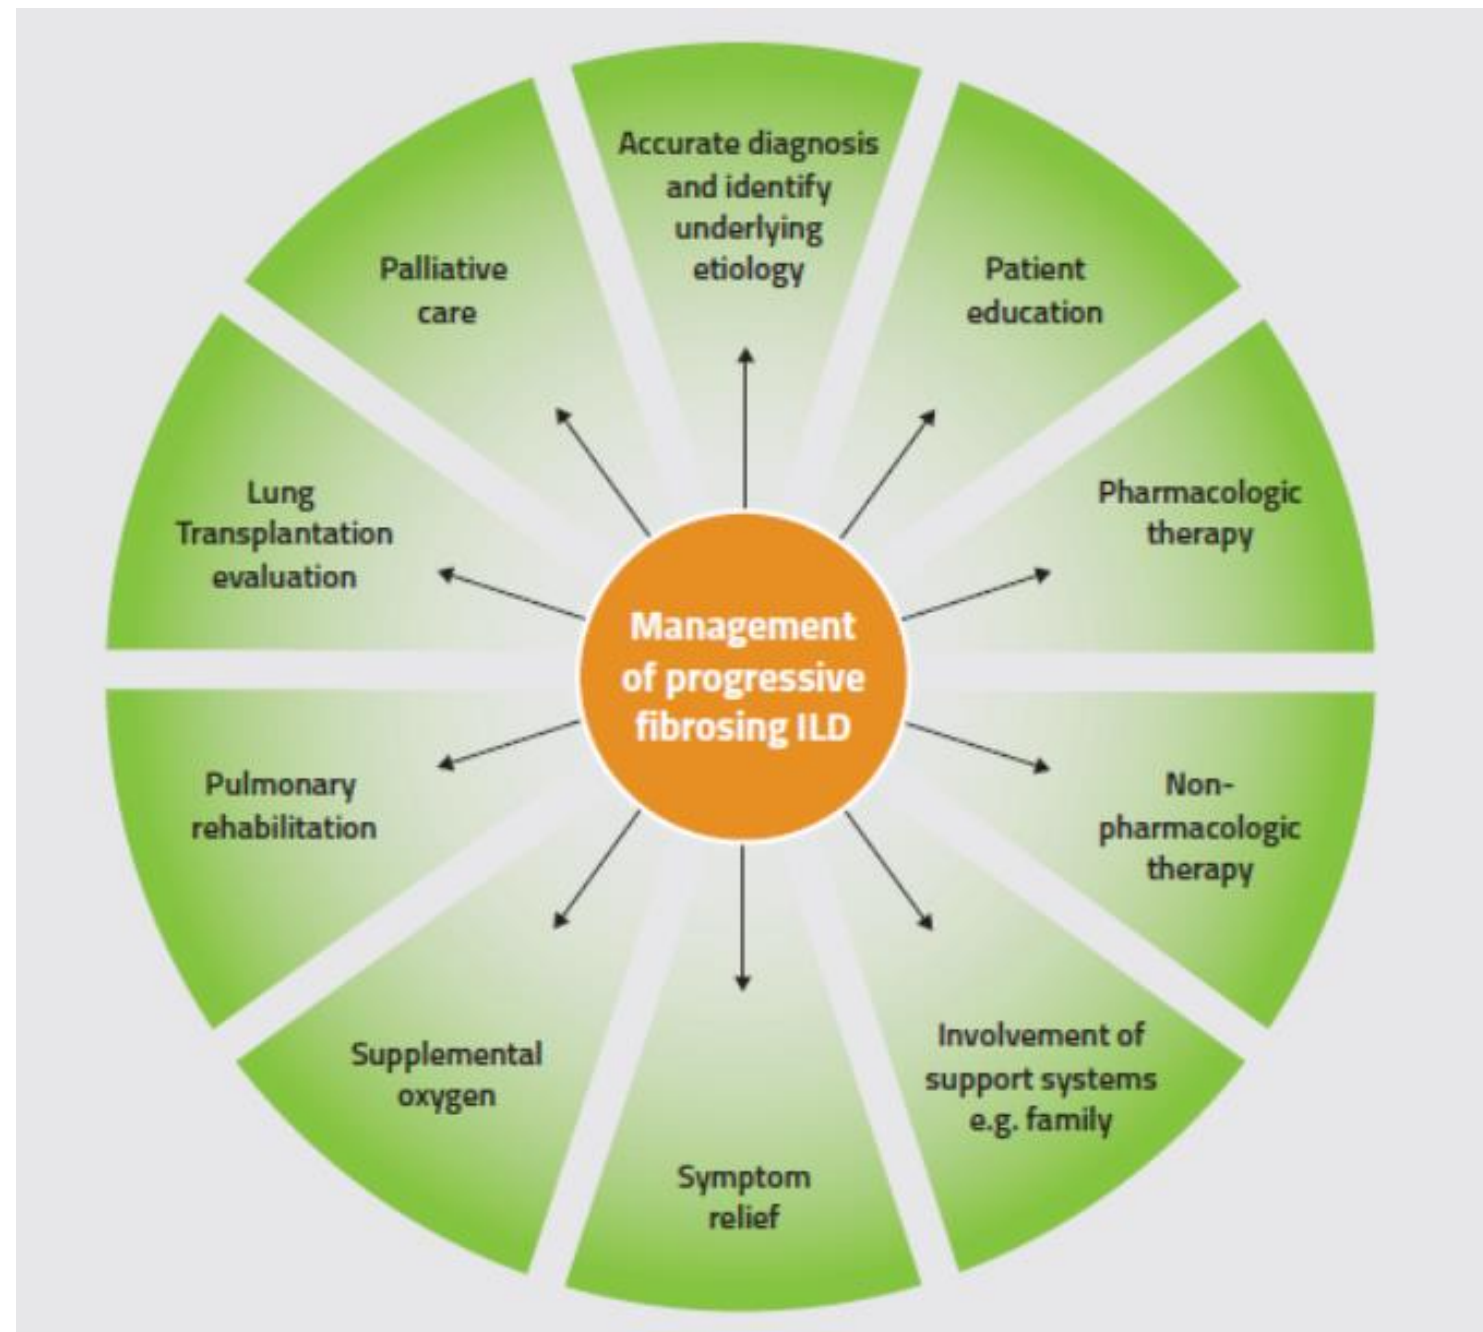 Accurate diagnosis
and identify
underlying
etiology
Patient
education
Pharmacologic
therapy
Non-
pharmacologic
therapy
Involvement of
support systems
e.g. family
Symptom
relief
Supplemental
oxygen
Pulmonary
rehabilitation
Lung
Transplantation
evaluation
Palliative
care
Management
of progressive
fibrosing ILD